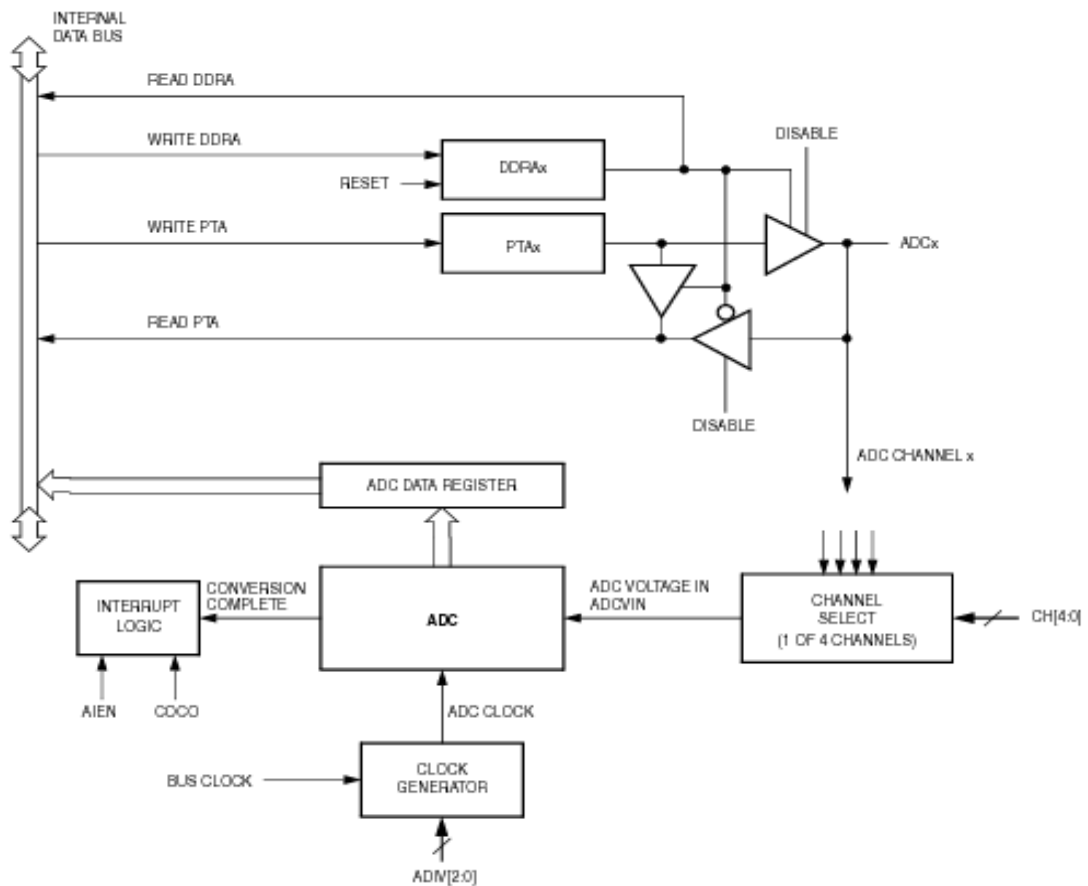 INTERNAL
DATA BUS
READ DDRA
DISABLE
WRITE DDRA
DDRAx
RESET
WRITE PTA
PTAx
ADCx
READ PTA
DISABLE
ADC CHANNEL x
ADC DATA REGISTER
INTERRUPT
LOGIC
CONVERSION
COMPLETE
ADC
ADC VOLTAGE IN
ADCVIN
CHANNEL
SELECT
(1 OF 4 CHANNELS)
CH[4:0]
AIEN
COCO
ADC CLOCK
BUS CLOCK
CLOCK
GENERATOR
ADIV[2:0]